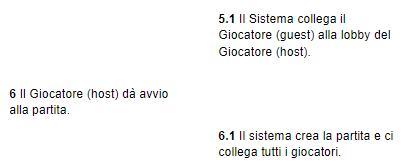 5.1 Il Sistema collega il
Giocatore (guest) alla lobby del
Giocatore (host).
6 Il Giocatore (host) dà avvio
alla partita.
6.1 Il sistema crea la partita e ci
collega tutti i giocatori.